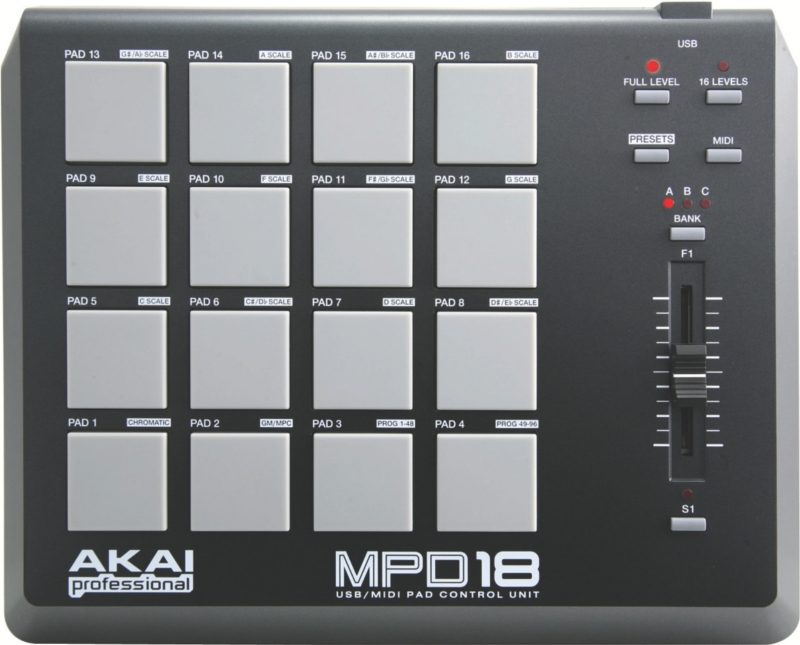 USB
PAD 13 G#/A♭ SCALE PAD 14 A SCALE PAD 15 A#/B♭ SCALE PAD 16 B SCALE
FULL LEVEL 16 LEVELS
PRESETS MIDI
PAD 9 E SCALE PAD 10 F SCALE PAD 11 F#/G♭ SCALE PAD 12 G SCALE
A B C
BANK
F1
PAD 5 C SCALE PAD 6 C#/D♭ SCALE PAD 7 D SCALE PAD 8 D#/E♭ SCALE
PAD 1 CHROMATIC PAD 2 GM/MPC PAD 3 PROG 1-48 PAD 4 PROG 49-96
S1
AKAI
professional
MPD18
USB/MIDI PAD CONTROL UNIT